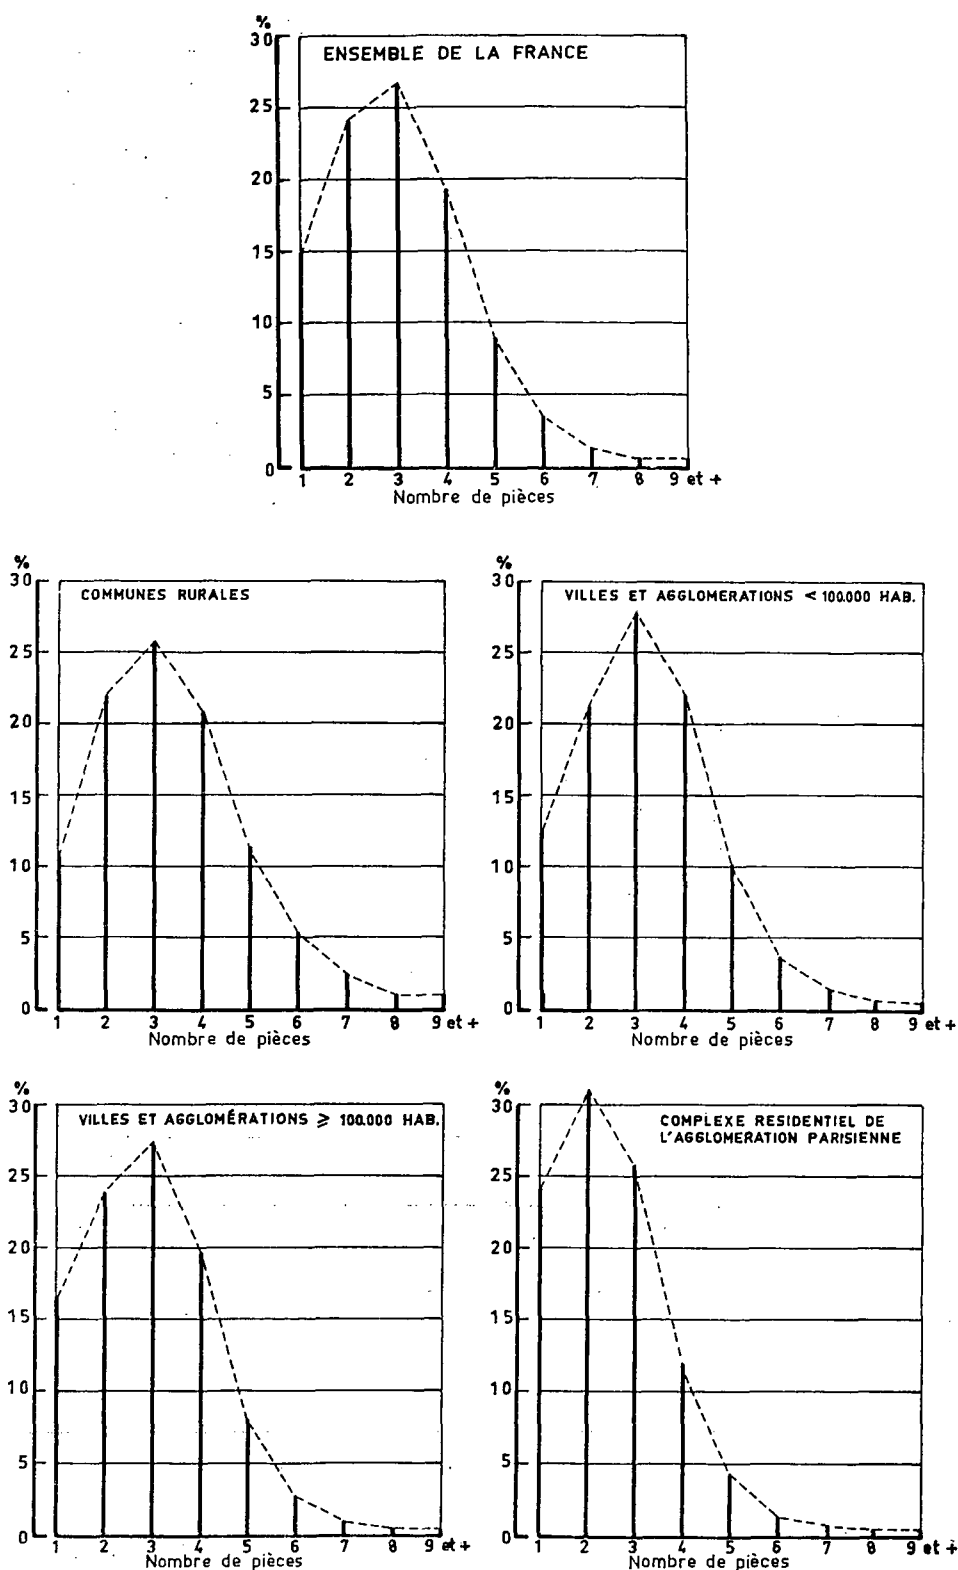 %
30
ENSEMBLE DE LA FRANCE
25
20
15
10
5
0
1 2 3 4 5 6 7 8 9 et +
Nombre de pièces
%
30
COMMUNES RURALES
25
20
15
10
5
0
1 2 3 4 5 6 7 8 9 et +
Nombre de pièces
%
30
VILLES ET AGGLOMERATIONS < 100.000 HAB.
25
20
15
10
5
0
1 2 3 4 5 6 7 8 9 et +
Nombre de pièces
%
30
VILLES ET AGGLOMÉRATIONS ⩾ 100.000 HAB.
25
20
15
10
5
0
1 2 3 4 5 6 7 8 9 et +
Nombre de pièces
%
30
COMPLEXE RESIDENTIEL DE
L'AGGLOMERATION PARISIENNE
25
20
15
10
5
0
1 2 3 4 5 6 7 8 9 et +
Nombre de pièces